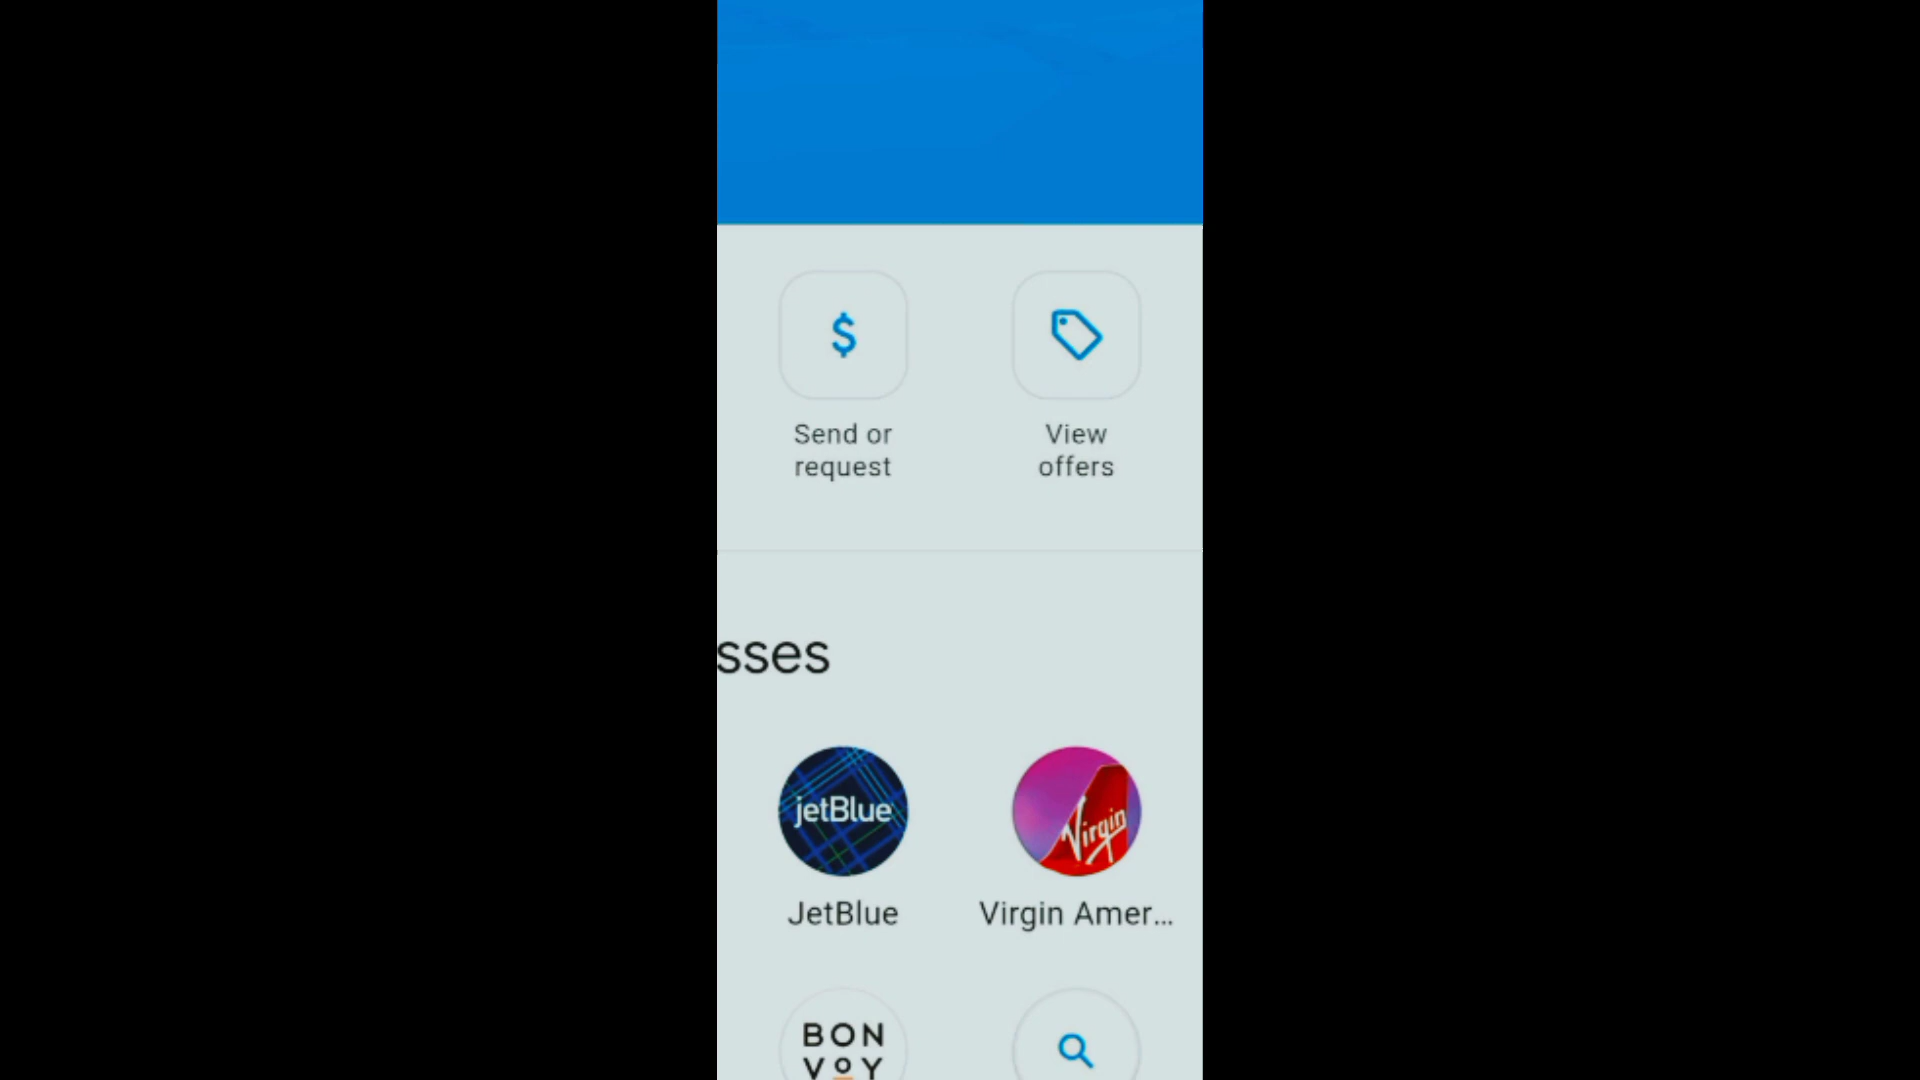 $
Send or
request
View
offers
sses
jetBlue
Virgin
JetBlue
Virgin Amer...
BON
VOY